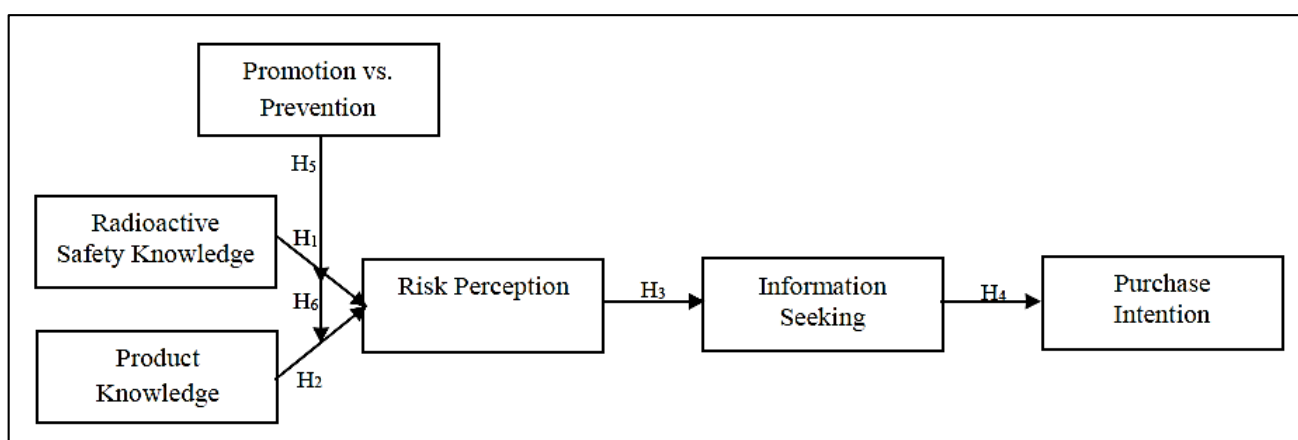 Promotion vs.
Prevention
H5
Radioactive
Safety Knowledge
H1
H6
Risk Perception
H3
Information
Seeking
H4
Purchase
Intention
Product
Knowledge
H2